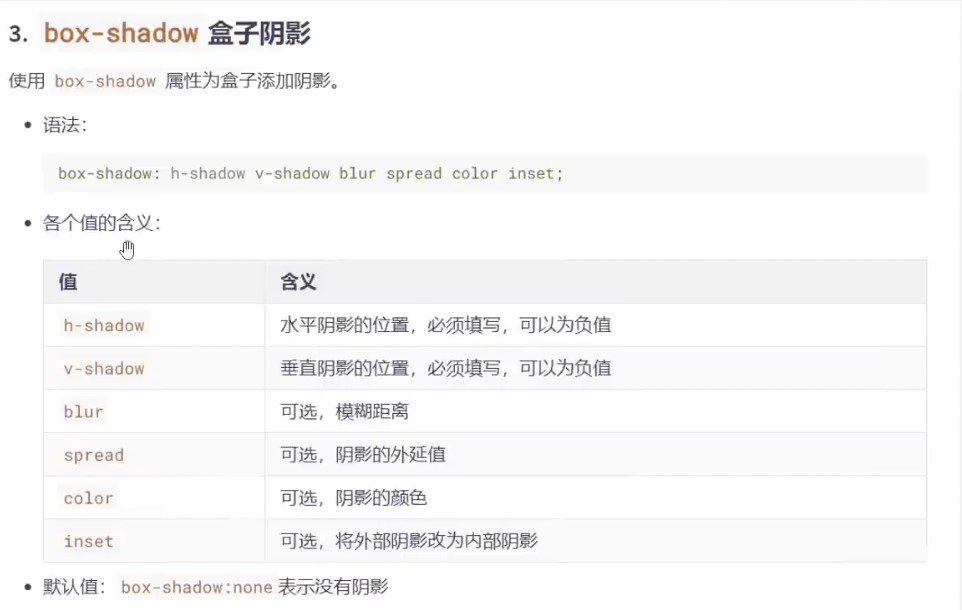 3. box-shadow 盒子阴影
使用 box-shadow 属性为盒子添加阴影。
• 语法：
box-shadow: h-shadow v-shadow blur spread color inset;
• 各个值的含义：
值 含义
h-shadow 水平阴影的位置，必须填写，可以为负值
v-shadow 垂直阴影的位置，必须填写，可以为负值
blur 可选，模糊距离
spread 可选，阴影的外延值
color 可选，阴影的颜色
inset 可选，将外部阴影改为内部阴影
• 默认值： box-shadow:none 表示没有阴影